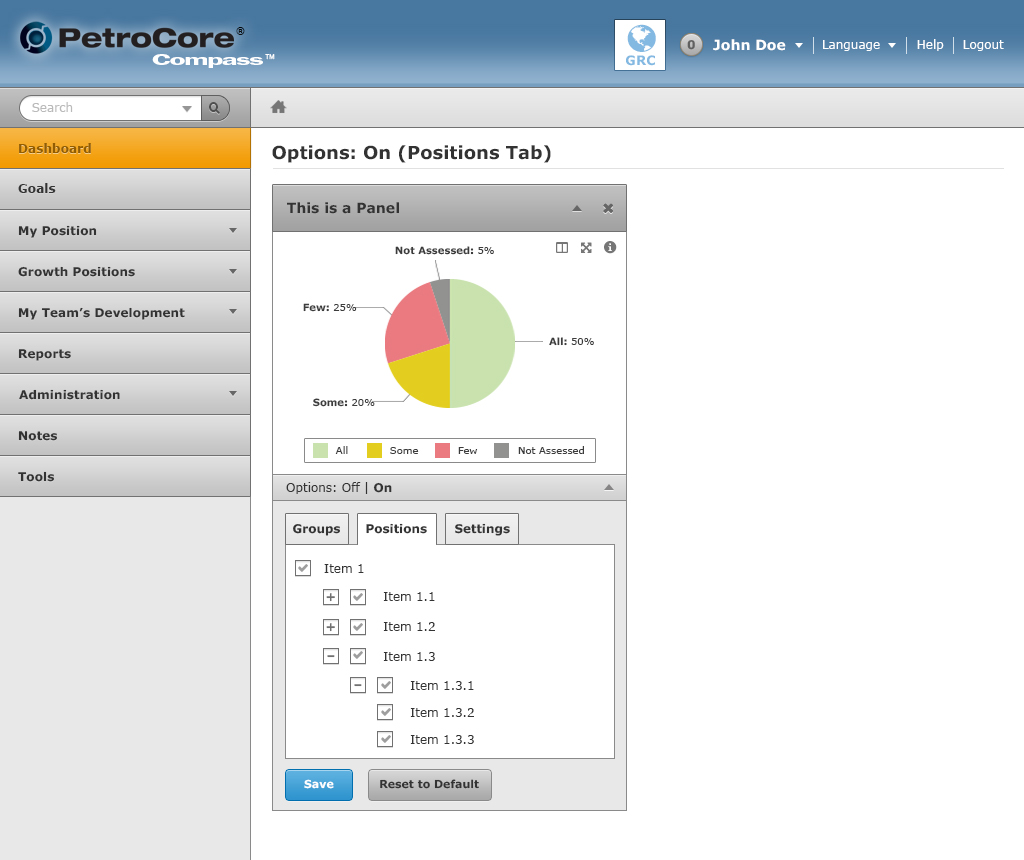 PetroCore®
Compass™
GRC
0 John Doe Language Help Logout
Search
Dashboard
Goals
My Position
Growth Positions
My Team’s Development
Reports
Administration
Notes
Tools
Options: On (Positions Tab)
This is a Panel
Not Assessed: 5%
Few: 25%
All: 50%
Some: 20%
All Some Few Not Assessed
Options: Off | On
Groups Positions Settings
Item 1
Item 1.1
Item 1.2
Item 1.3
Item 1.3.1
Item 1.3.2
Item 1.3.3
Save Reset to Default